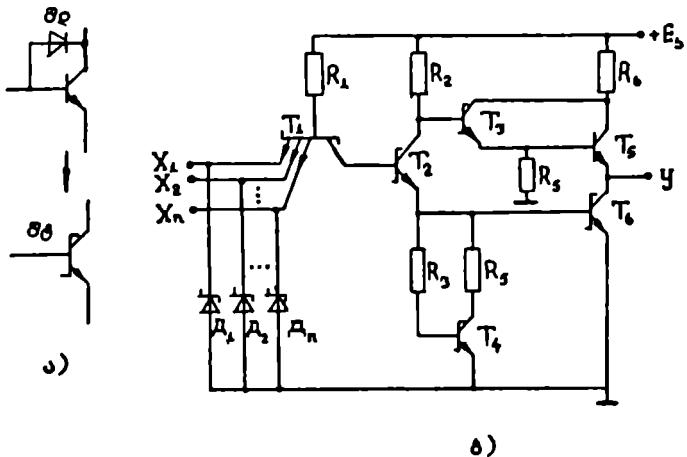 R₁
R₂
R₆
T₁
T₃
T₅
X₁
X₂
Xₙ
T₂
R₅
y
T₆
R₃
R₅
T₄
Д₁
Д₂
Дₙ
ა)
ბ)